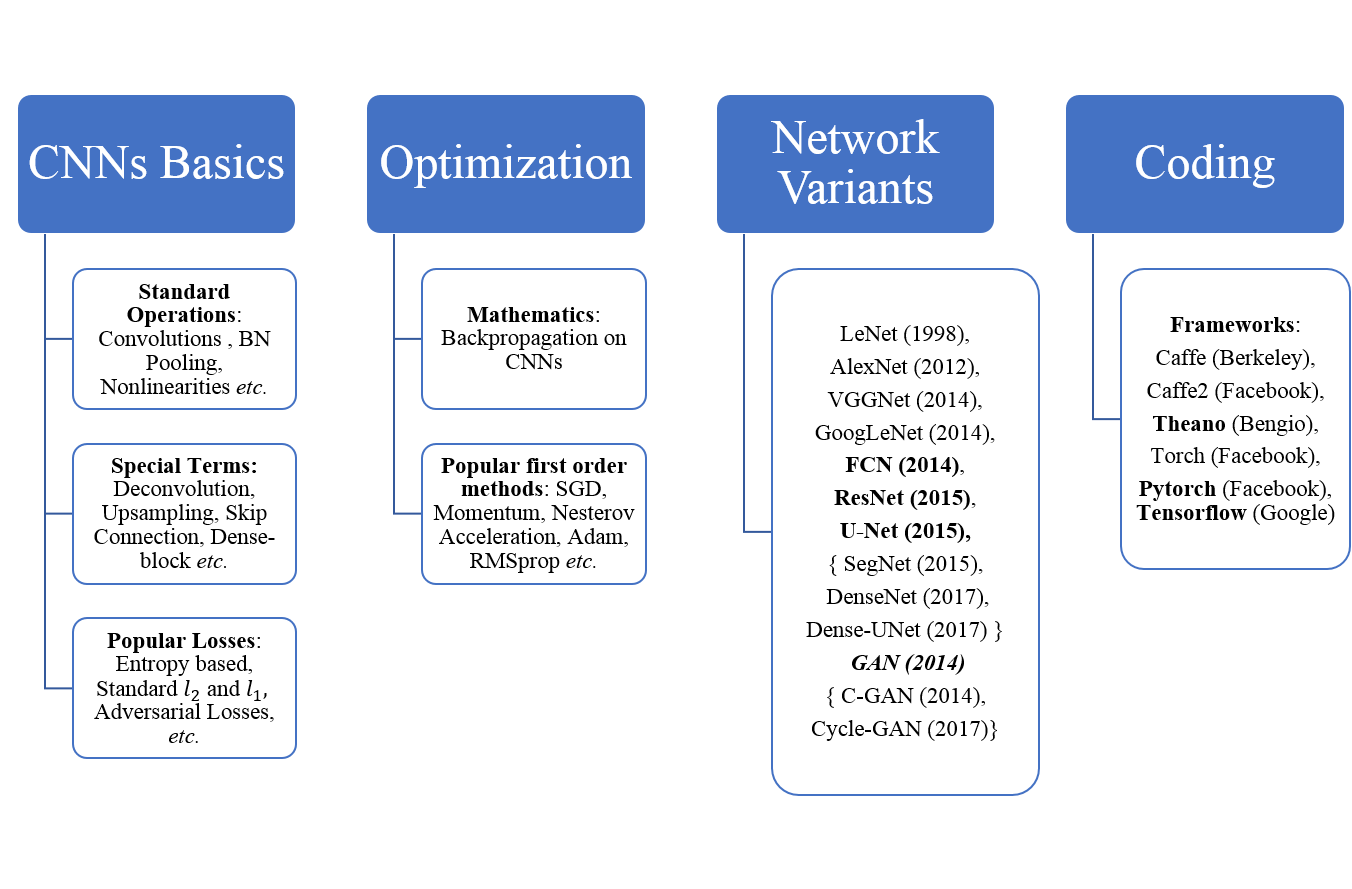 CNNs Basics
Standard
Operations:
Convolutions , BN
Pooling,
Nonlinearities etc.
Special Terms:
Deconvolution,
Upsampling, Skip
Connection, Dense-
block etc.
Popular Losses:
Entropy based,
Standard l₂ and l₁,
Adversarial Losses,
etc.
Optimization
Mathematics:
Backpropagation on
CNNs
Popular first order
methods: SGD,
Momentum, Nesterov
Acceleration, Adam,
RMSprop etc.
Network
Variants
LeNet (1998),
AlexNet (2012),
VGGNet (2014),
GoogLeNet (2014),
FCN (2014),
ResNet (2015),
U-Net (2015),
{ SegNet (2015),
DenseNet (2017),
Dense-UNet (2017) }
GAN (2014)
{ C-GAN (2014),
Cycle-GAN (2017)}
Coding
Frameworks:
Caffe (Berkeley),
Caffe2 (Facebook),
Theano (Bengio),
Torch (Facebook),
Pytorch (Facebook),
Tensorflow (Google)